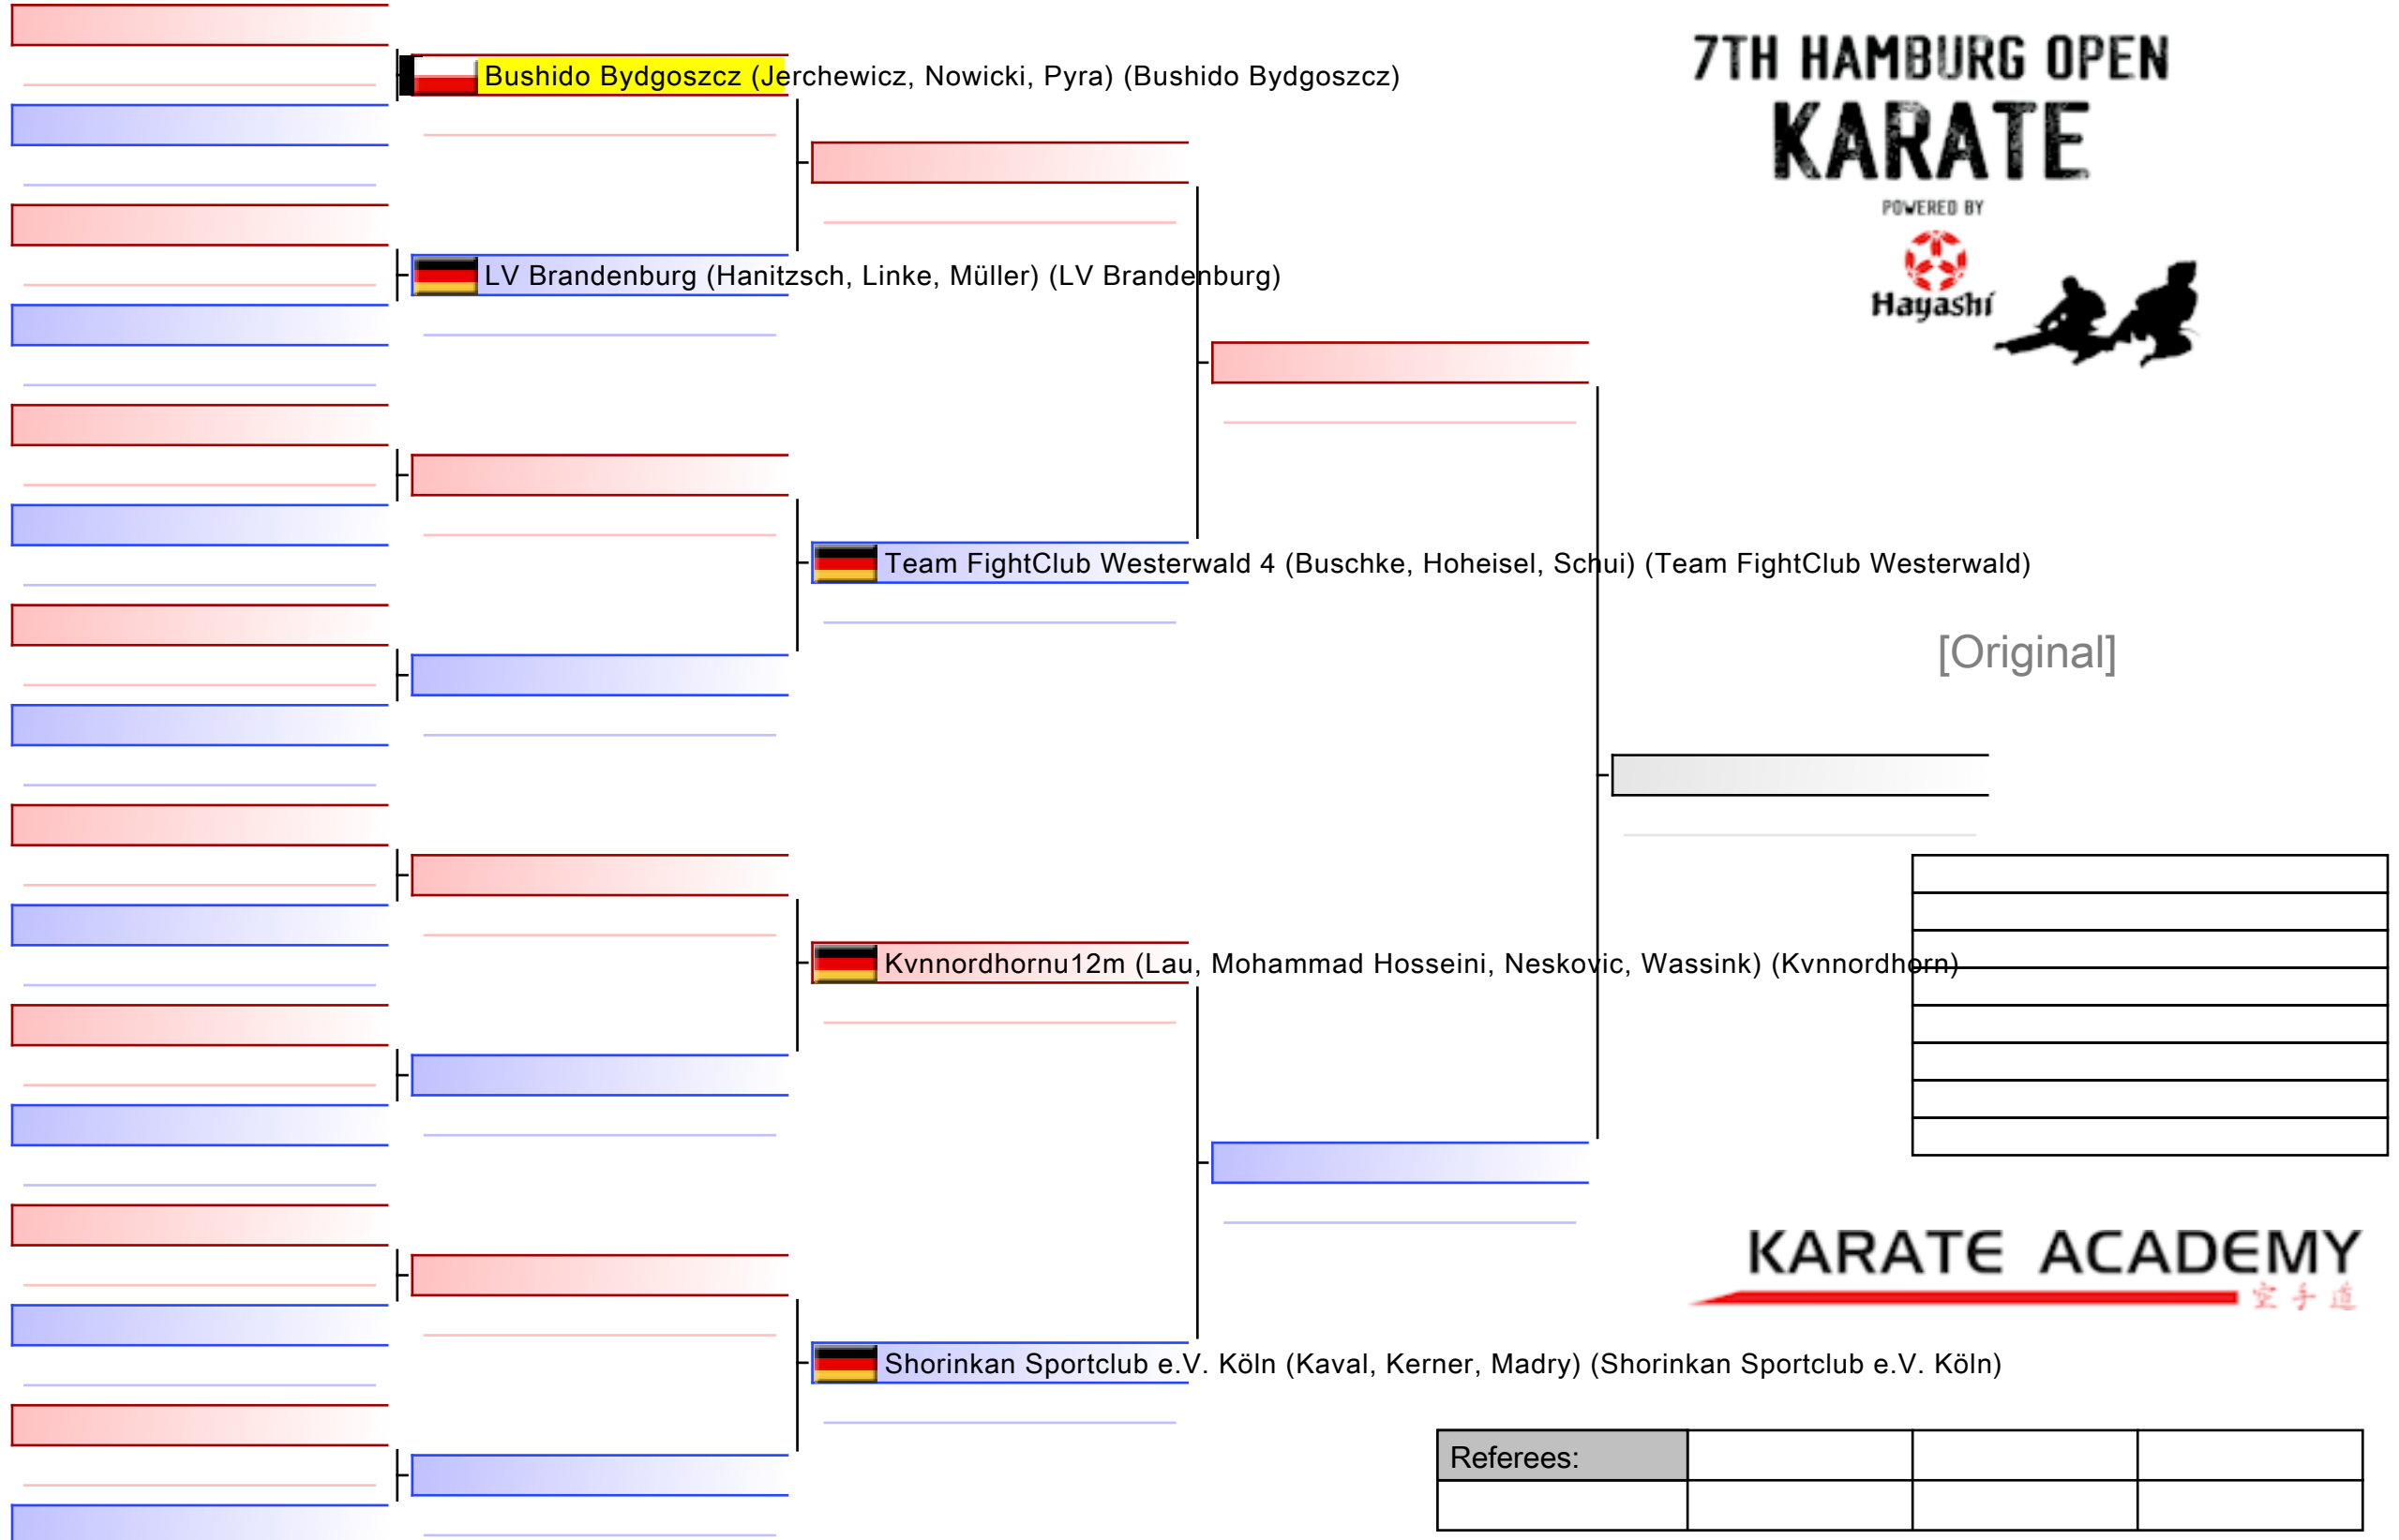 7TH HAMBURG OPEN
KARATE
POWERED BY
Hayashi
Bushido Bydgoszcz (Jerchewicz, Nowicki, Pyra) (Bushido Bydgoszcz)
LV Brandenburg (Hanitzsch, Linke, Müller) (LV Brandenburg)
Team FightClub Westerwald 4 (Buschke, Hoheisel, Schui) (Team FightClub Westerwald)
[Original]
Kvnnordhornu12m (Lau, Mohammad Hosseini, Neskovic, Wassink) (Kvnnordhorn)
KARATE ACADEMY
空手道
Shorinkan Sportclub e.V. Köln (Kaval, Kerner, Madry) (Shorinkan Sportclub e.V. Köln)
Referees: